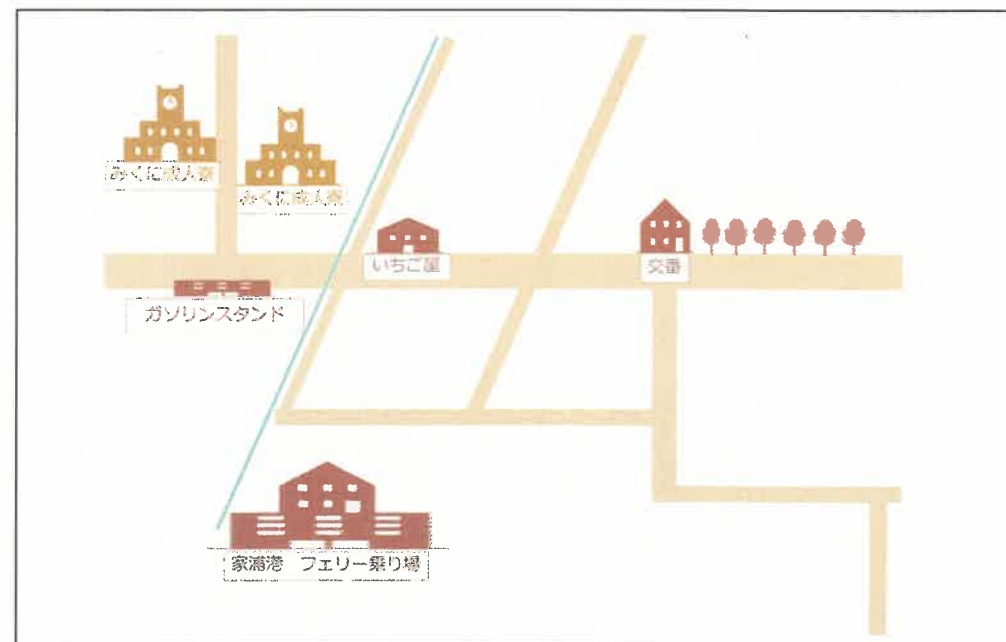 みくに成人寮
みくに成人寮
いちご屋
交番
ガソリンスタンド
家浦港 フェリー乗り場